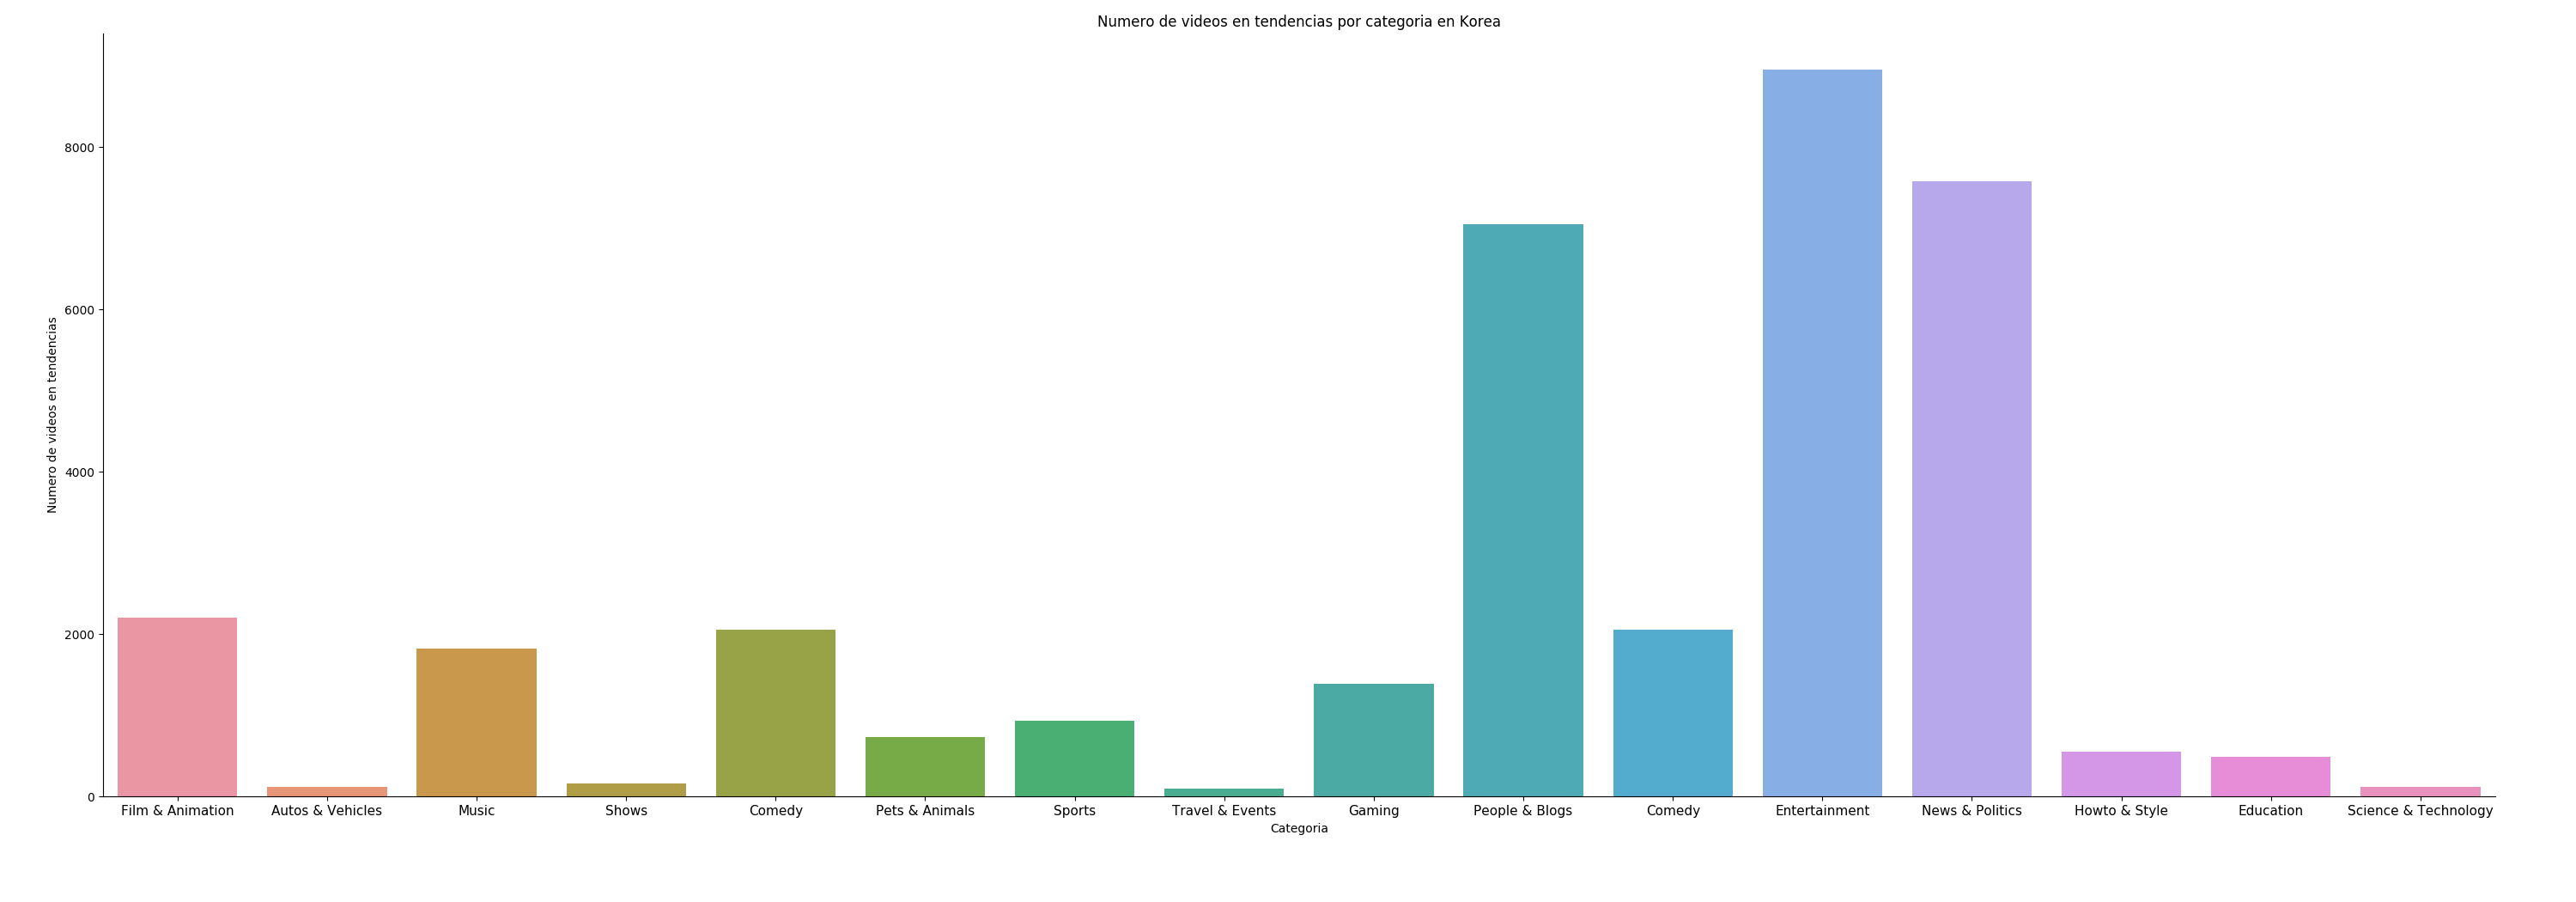 Numero de videos en tendencias por categoria en Korea
Numero de videos en tendencias
8000
6000
4000
2000
0
Film & Animation Autos & Vehicles Music Shows Comedy Pets & Animals Sports Travel & Events Gaming People & Blogs Comedy Entertainment News & Politics Howto & Style Education Science & Technology
Categoria